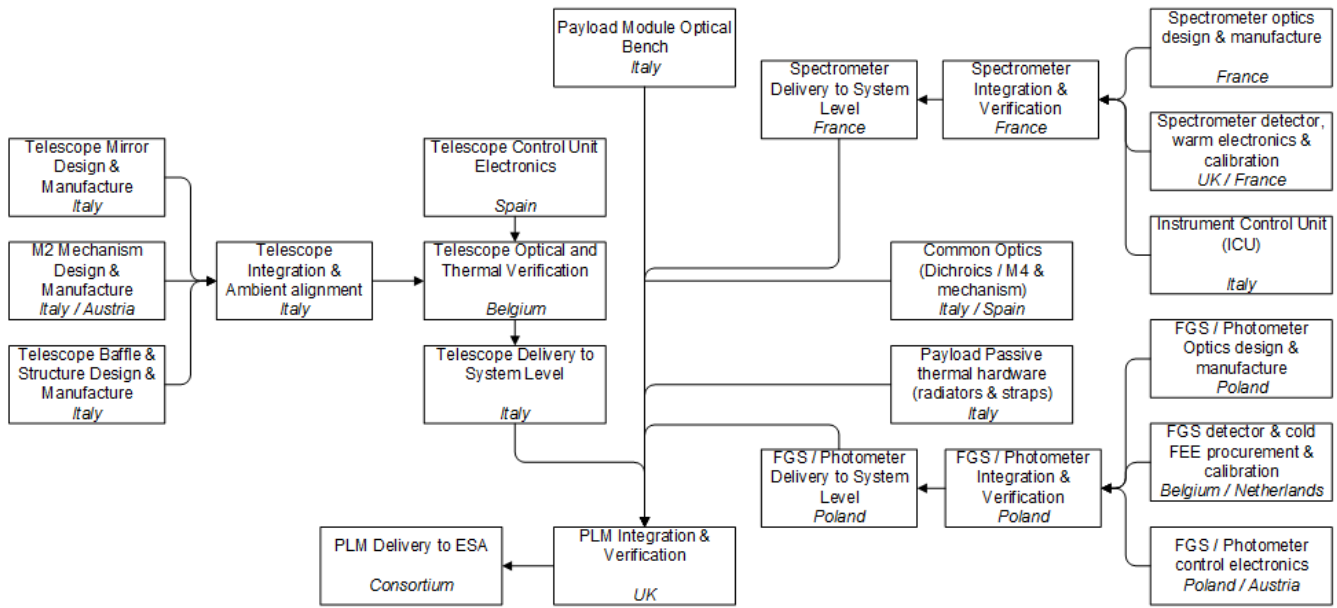 Payload Module Optical
Bench
Italy
Spectrometer optics
design & manufacture
France
Spectrometer
Delivery to System
Level
France
Spectrometer
Integration &
Verification
France
Spectrometer detector,
warm electronics &
calibration
UK / France
Telescope Mirror
Design &
Manufacture
Italy
Telescope Control Unit
Electronics
Spain
Instrument Control Unit
(ICU)
Italy
M2 Mechanism
Design &
Manufacture
Italy / Austria
Telescope
Integration &
Ambient alignment
Italy
Telescope Optical and
Thermal Verification
Belgium
Common Optics
(Dichroics / M4 &
mechanism)
Italy / Spain
Telescope Baffle &
Structure Design &
Manufacture
Italy
Telescope Delivery to
System Level
Italy
Payload Passive
thermal hardware
(radiators & straps)
Italy
FGS / Photometer
Optics design &
manufacture
Poland
FGS / Photometer
Delivery to System
Level
Poland
FGS / Photometer
Integration &
Verification
Poland
FGS detector & cold
FEE procurement &
calibration
Belgium / Netherlands
PLM Delivery to ESA
Consortium
PLM Integration &
Verification
UK
FGS / Photometer
control electronics
Poland / Austria